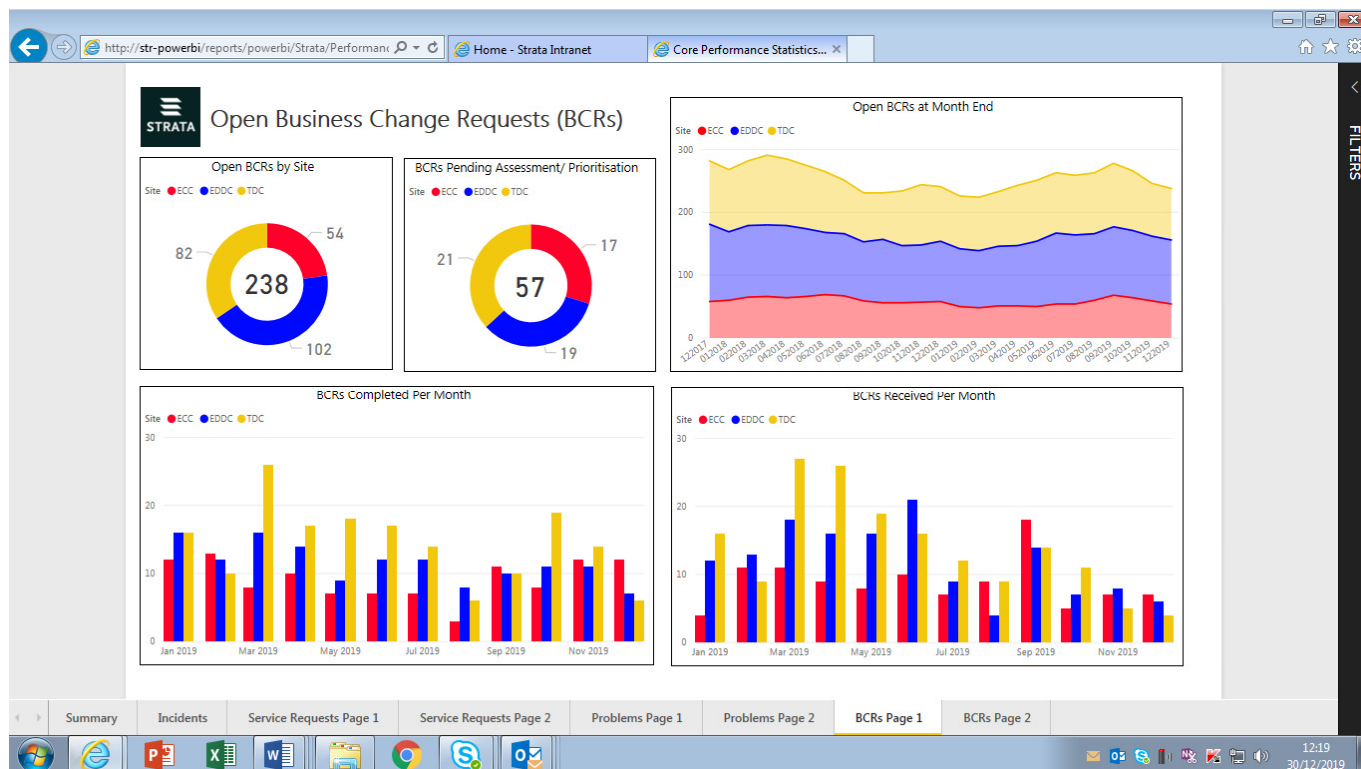 http://str-powerbi/reports/powerbi/Strata/Performanc
Home - Strata Intranet
Core Performance Statistics...
STRATA
Open Business Change Requests (BCRs)
FILTERS
Open BCRs by Site
Site ECC EDDC TDC
54
82
238
102
BCRs Pending Assessment/ Prioritisation
Site ECC EDDC TDC
17
21
57
19
Open BCRs at Month End
Site ECC EDDC TDC
300
200
100
0
122017 012018 022018 032018 042018 052018 062018 072018 082018 092018 102018 112018 122018 012019 022019 032019 042019 052019 062019 072019 082019 092019 102019 112019 122019
BCRs Completed Per Month
Site ECC EDDC TDC
30
20
10
0
Jan 2019 Mar 2019 May 2019 Jul 2019 Sep 2019 Nov 2019
BCRs Received Per Month
Site ECC EDDC TDC
30
20
10
0
Jan 2019 Mar 2019 May 2019 Jul 2019 Sep 2019 Nov 2019
Summary Incidents Service Requests Page 1 Service Requests Page 2 Problems Page 1 Problems Page 2 BCRs Page 1 BCRs Page 2
12:19
30/12/2019